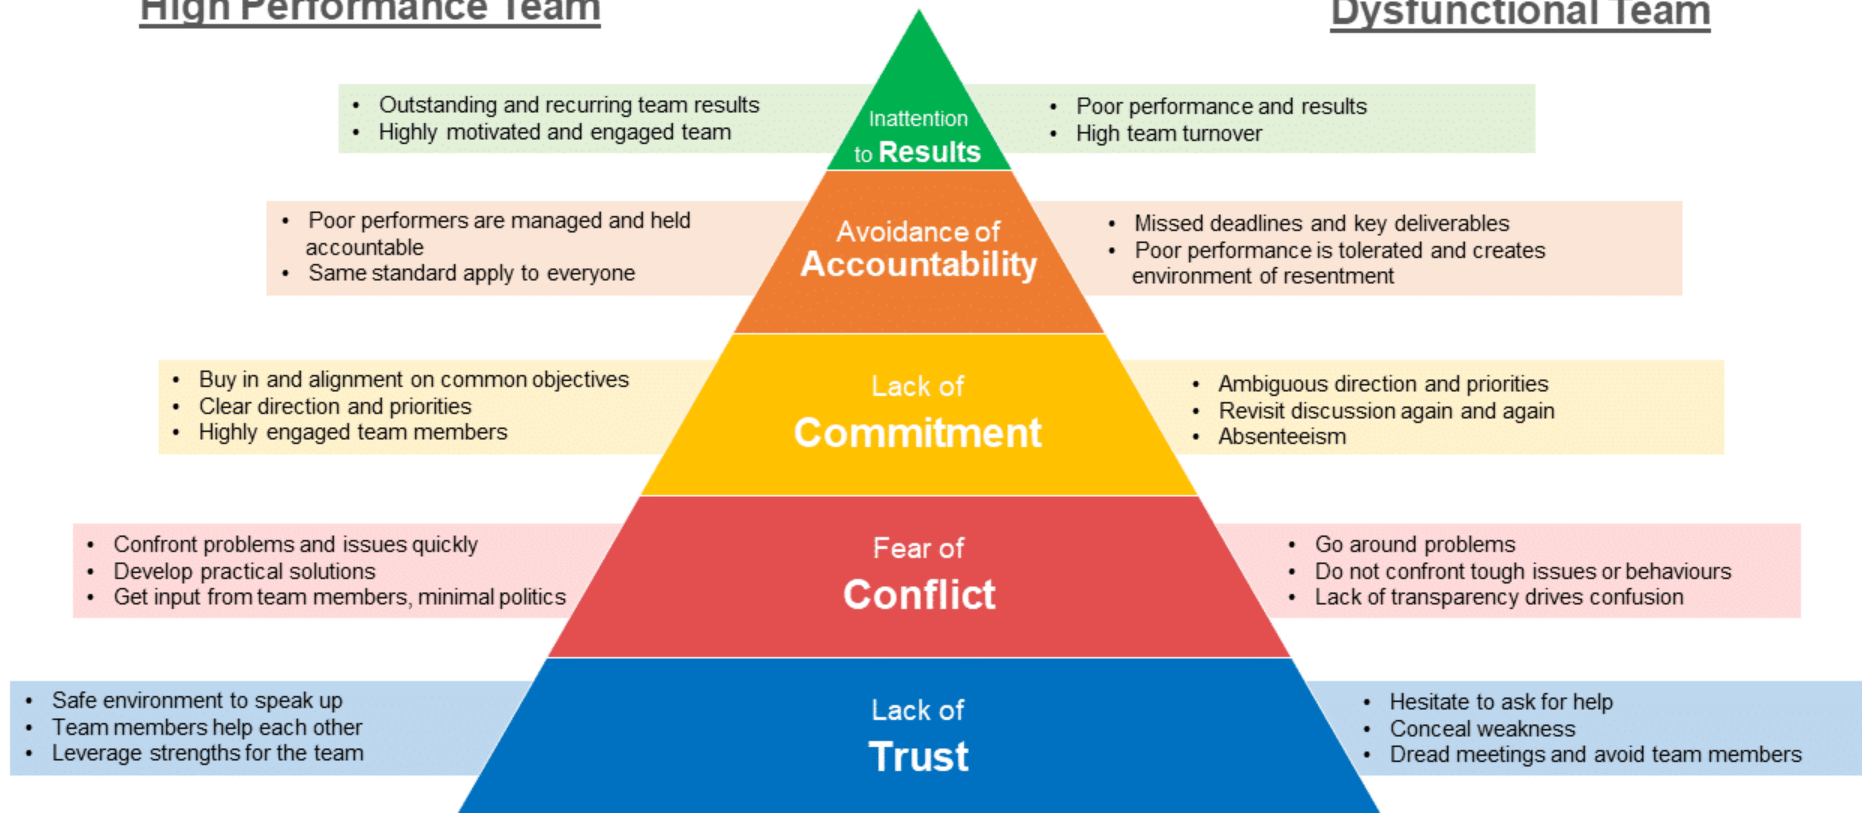 High Performance Team
Dysfunctional Team
• Outstanding and recurring team results
• Highly motivated and engaged team
Inattention
to Results
• Poor performance and results
• High team turnover
• Poor performers are managed and held
accountable
• Same standard apply to everyone
Avoidance of
Accountability
• Missed deadlines and key deliverables
• Poor performance is tolerated and creates
environment of resentment
• Buy in and alignment on common objectives
• Clear direction and priorities
• Highly engaged team members
Lack of
Commitment
• Ambiguous direction and priorities
• Revisit discussion again and again
• Absenteeism
• Confront problems and issues quickly
• Develop practical solutions
• Get input from team members, minimal politics
Fear of
Conflict
• Go around problems
• Do not confront tough issues or behaviours
• Lack of transparency drives confusion
• Safe environment to speak up
• Team members help each other
• Leverage strengths for the team
Lack of
Trust
• Hesitate to ask for help
• Conceal weakness
• Dread meetings and avoid team members